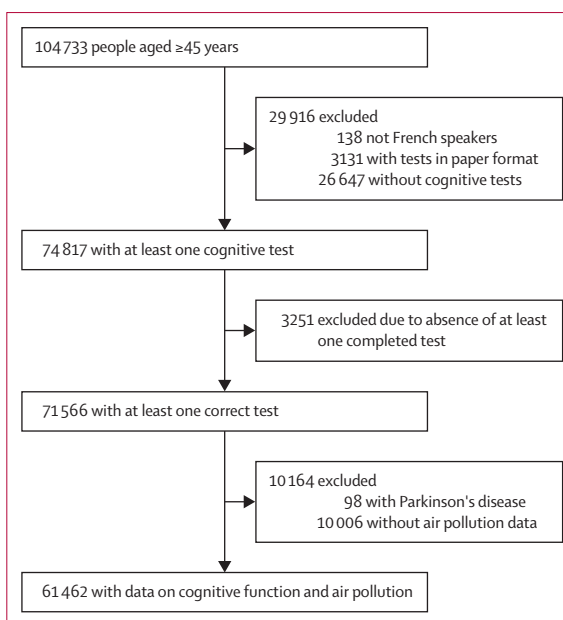 104 733 people aged ≥45 years
29 916 excluded
138 not French speakers
3131 with tests in paper format
26 647 without cognitive tests
74 817 with at least one cognitive test
3251 excluded due to absence of at least
one completed test
71 566 with at least one correct test
10 164 excluded
98 with Parkinson's disease
10 006 without air pollution data
61 462 with data on cognitive function and air pollution